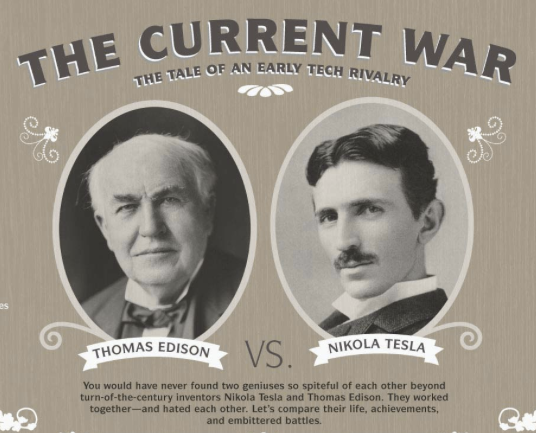 THE CURRENT WAR
THE TALE OF AN EARLY TECH RIVALRY
THOMAS EDISON
VS.
NIKOLA TESLA
You would have never found two geniuses so spiteful of each other beyond
turn-of-the-century inventors Nikola Tesla and Thomas Edison. They worked
together—and hated each other. Let's compare their life, achievements,
and embittered battles.